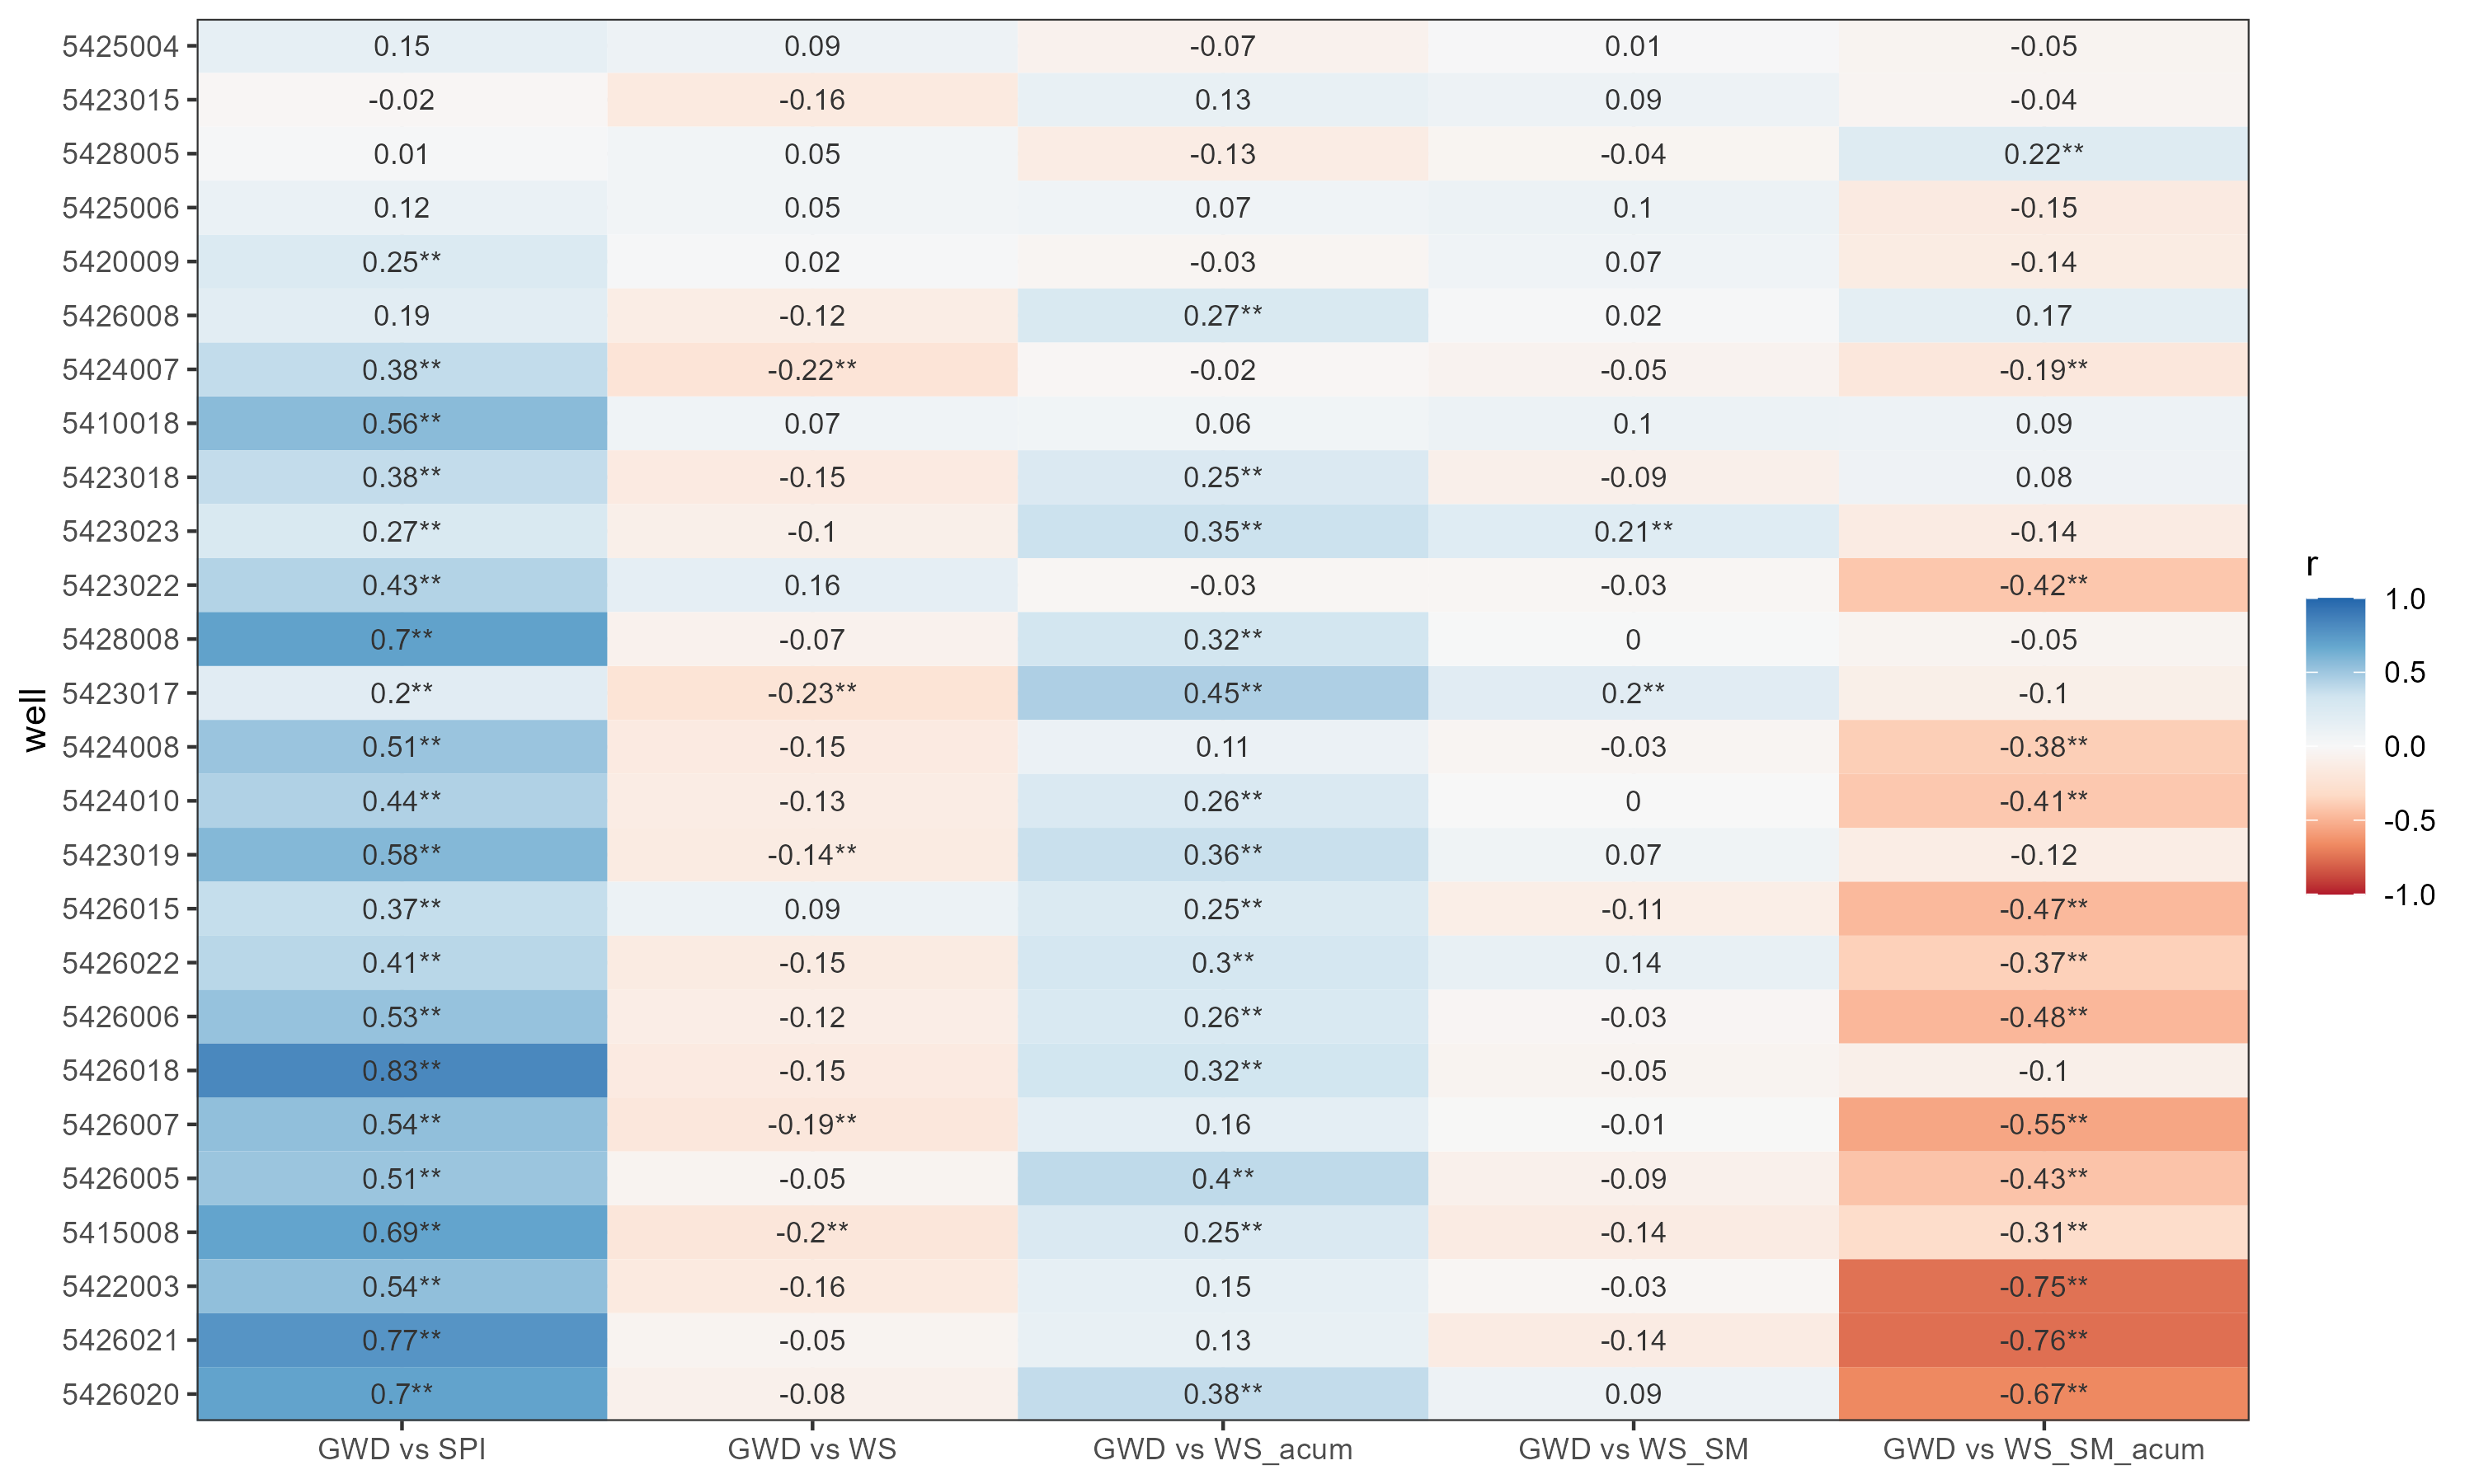 5425004 0.15 0.09 -0.07 0.01 -0.05
5423015 -0.02 -0.16 0.13 0.09 -0.04
5428005 0.01 0.05 -0.13 -0.04 0.22**
5425006 0.12 0.05 0.07 0.1 -0.15
5420009 0.25** 0.02 -0.03 0.07 -0.14
5426008 0.19 -0.12 0.27** 0.02 0.17
5424007 0.38** -0.22** -0.02 -0.05 -0.19**
5410018 0.56** 0.07 0.06 0.1 0.09
5423018 0.38** -0.15 0.25** -0.09 0.08
5423023 0.27** -0.1 0.35** 0.21** -0.14
5423022 0.43** 0.16 -0.03 -0.03 -0.42**
5428008 0.7** -0.07 0.32** 0 -0.05
5423017 0.2** -0.23** 0.45** 0.2** -0.1
5424008 0.51** -0.15 0.11 -0.03 -0.38**
5424010 0.44** -0.13 0.26** 0 -0.41**
5423019 0.58** -0.14** 0.36** 0.07 -0.12
5426015 0.37** 0.09 0.25** -0.11 -0.47**
5426022 0.41** -0.15 0.3** 0.14 -0.37**
5426006 0.53** -0.12 0.26** -0.03 -0.48**
5426018 0.83** -0.15 0.32** -0.05 -0.1
5426007 0.54** -0.19** 0.16 -0.01 -0.55**
5426005 0.51** -0.05 0.4** -0.09 -0.43**
5415008 0.69** -0.2** 0.25** -0.14 -0.31**
5422003 0.54** -0.16 0.15 -0.03 -0.75**
5426021 0.77** -0.05 0.13 -0.14 -0.76**
5426020 0.7** -0.08 0.38** 0.09 -0.67**
GWD vs SPI GWD vs WS GWD vs WS_acum GWD vs WS_SM GWD vs WS_SM_acum
well
r
1.0
0.5
0.0
-0.5
-1.0